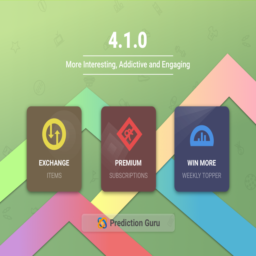 4.1.0
More Interesting, Addictive and Engaging
EXCHANGE
ITEMS
PREMIUM
SUBSCRIPTIONS
WIN MORE
WEEKLY TOPPER
Prediction Guru